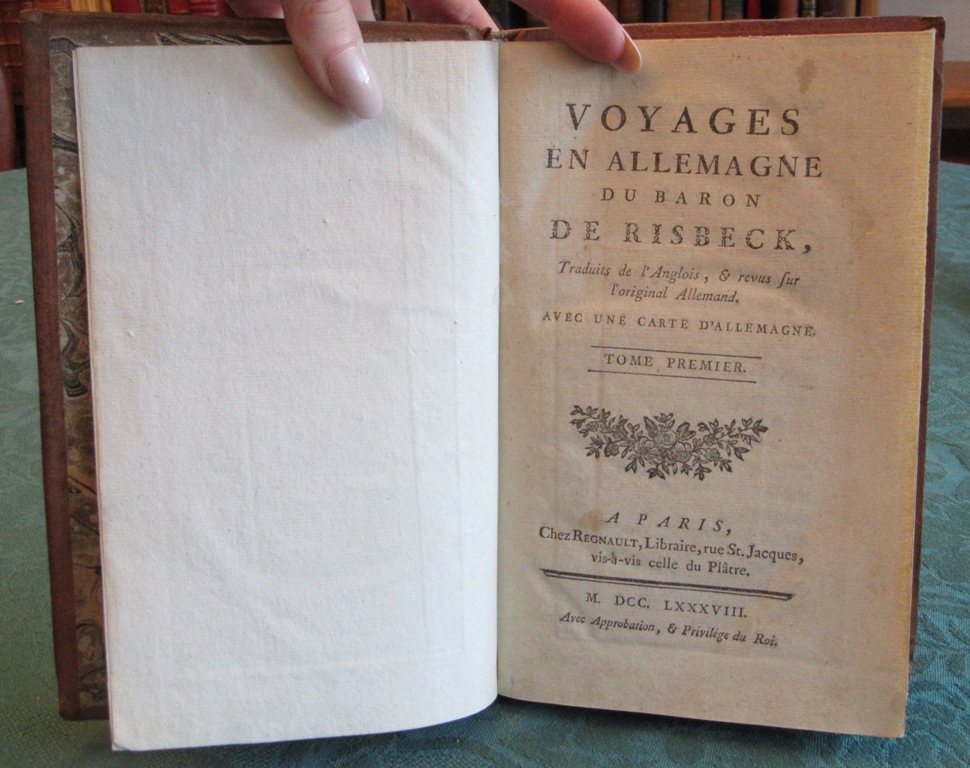 VOYAGES
EN ALLEMAGNE
DU BARON
DE RISBECK,
Traduits de l'Anglois, & revus ſur
l'original Allemand.
AVEC UNE CARTE D'ALLEMAGNE.
TOME PREMIER.
A PARIS,
Chez REGNAULT, Libraire, rue St. Jacques,
vis-à-vis celle du Plâtre.
M. DCC. LXXXVIII.
Avec Approbation, & Privilége du Roi.